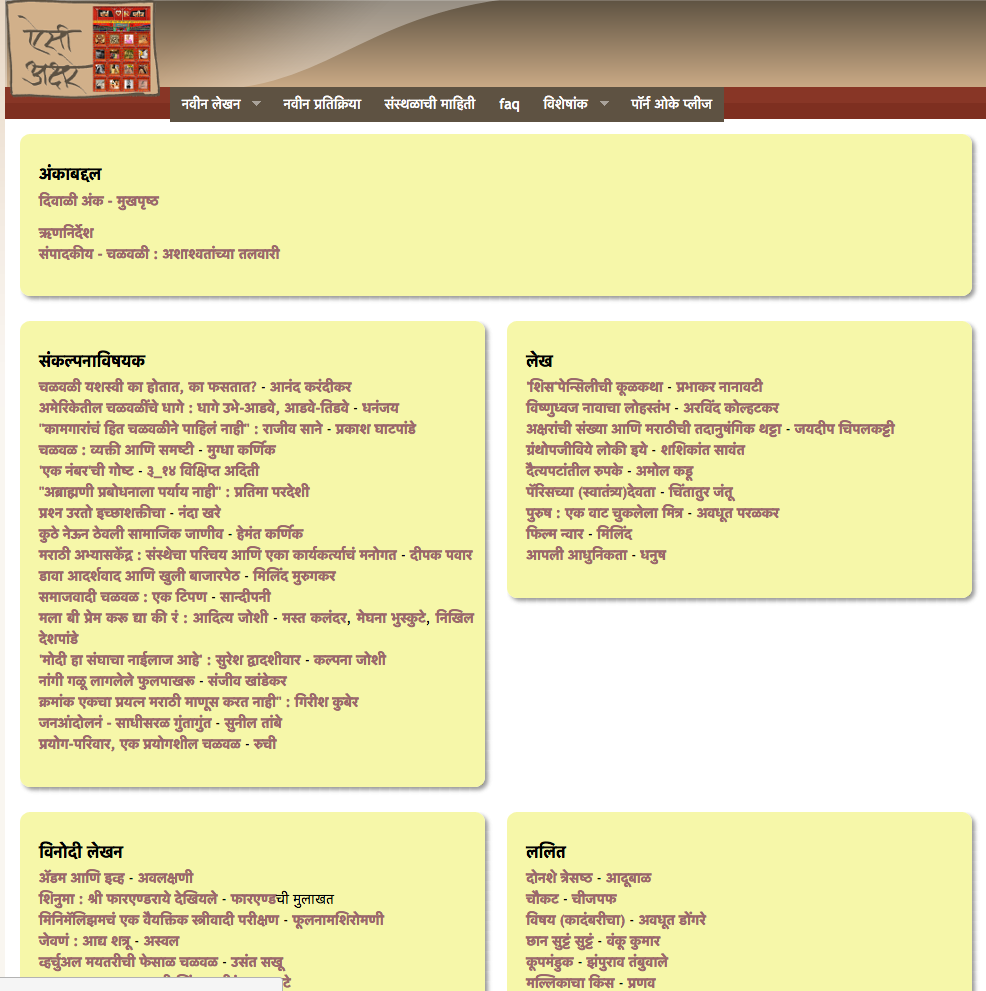 ऐसी
अक्षरे
नवीन लेखन
नवीन प्रतिक्रिया
संस्थळाची माहिती
faq
विशेषांक
पॉर्न ओके प्लीज
अंकाबद्दल
दिवाळी अंक - मुखपृष्ठ
ऋणनिर्देश
संपादकीय - चळवळी : अशाश्वतांच्या तलवारी
संकल्पनाविषयक
चळवळी यशस्वी का होतात, का फसतात? - आनंद करंदीकर
अमेरिकेतील चळवळींचे धागे : धागे उभे-आडवे, आडवे-तिडवे - धनंजय
"कामगारांचं हित चळवळीने पाहिलं नाही" : राजीव साने - प्रकाश घाटपांडे
चळवळ : व्यक्ती आणि समष्टी - मुग्धा कर्णिक
'एक नंबर'ची गोष्ट - ३_१४ विक्षिप्त अदिती
"अब्राह्मणी प्रबोधनाला पर्याय नाही" : प्रतिमा परदेशी
प्रश्न उरतो इच्छाशक्तीचा - नंदा खरे
कुठे नेऊन ठेवली सामाजिक जाणीव - हेमंत कर्णिक
मराठी अभ्यासकेंद्र : संस्थेचा परिचय आणि एका कार्यकर्त्याचं मनोगत - दीपक पवार
डावा आदर्शवाद आणि खुली बाजारपेठ - मिलिंद मुरुगकर
समाजवादी चळवळ : एक टिपण - सान्दीपनी
मला बी प्रेम करू द्या की रं : आदित्य जोशी - मस्त कलंदर, मेघना भुस्कुटे, निखिल
देशपांडे
'मोदी हा संघाचा नाईलाज आहे' : सुरेश द्वादशीवार - कल्पना जोशी
नांगी गळू लागलेले फुलपाखरू - संजीव खांडेकर
क्रमांक एकचा प्रयत्न मराठी माणूस करत नाही" : गिरीश कुबेर
जनआंदोलनं - साधीसरळ गुंतागुंत - सुनील तांबे
प्रयोग-परिवार, एक प्रयोगशील चळवळ - रुची
लेख
'शिस'पेन्सिलीची कूळकथा - प्रभाकर नानावटी
विष्णुध्वज नावाचा लोहस्तंभ - अरविंद कोल्हटकर
अक्षरांची संख्या आणि मराठीची तदानुषंगिक थट्टा - जयदीप चिपलकट्टी
ग्रंथोपजीविये लोकी इये - शशिकांत सावंत
दैत्यपटांतील रुपके - अमोल कडू
पॅरिसच्या (स्वातंत्र्य)देवता - चिंतातुर जंतू
पुरुष : एक वाट चुकलेला मित्र - अवधूत परळकर
फिल्म न्वार - मिलिंद
आपली आधुनिकता - धनुष
विनोदी लेखन
ॲडम आणि इव्ह - अवलक्षणी
शिनुमा : श्री फारएण्डराये देखियले - फारएण्डची मुलाखत
मिनिमॅलिझमचं एक वैयक्तिक स्त्रीवादी परीक्षण - फूलनामशिरोमणी
जेवणं : आद्य शत्रू - अस्वल
व्हर्चुअल मयतरीची फेसाळ चळवळ - उसंत सखू
ललित
दोनशे त्रेसष्ठ - आदूबाळ
चौकट - चीजपफ
विषय (कादंबरीचा) - अवधूत डोंगरे
छान सुट्टं सुट्टं - वंकू कुमार
कूपमंडुक - झंपुराव तंबुवाले
मल्लिकाचा किस - प्रणव